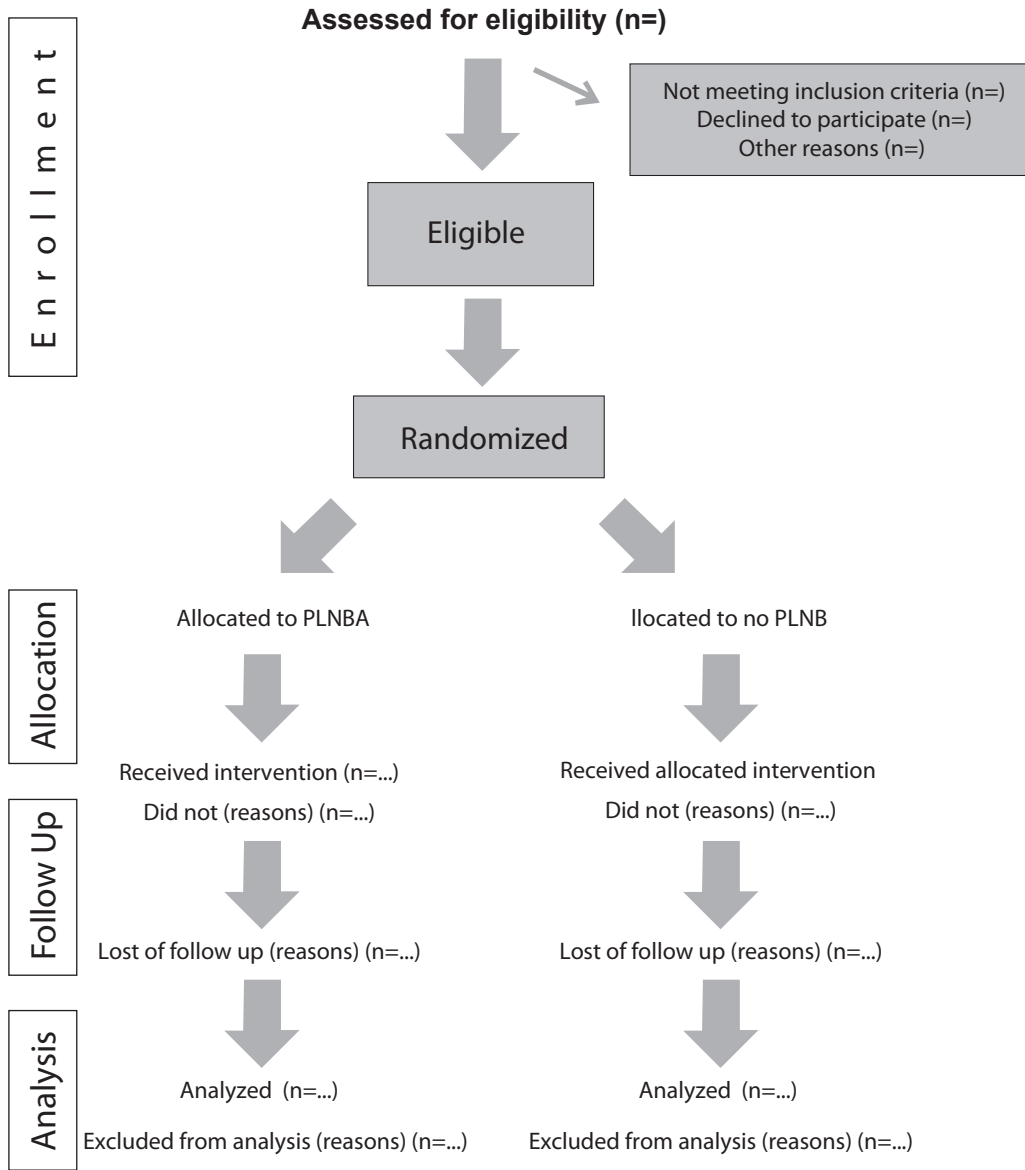 Assessed for eligibility (n=)
Enrollment
Not meeting inclusion criteria (n=)
Declined to participate (n=)
Other reasons (n=)
Eligible
Randomized
Allocation
Allocated to PLNBA
llocated to no PLNB
Received intervention (n=...)
Did not (reasons) (n=...)
Received allocated intervention
Did not (reasons) (n=...)
Follow Up
Lost of follow up (reasons) (n=...)
Lost of follow up (reasons) (n=...)
Analysis
Analyzed (n=...)
Excluded from analysis (reasons) (n=...)
Analyzed (n=...)
Excluded from analysis (reasons) (n=...)